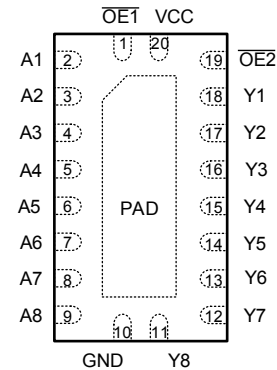 OE1 VCC
1 20
A1 2 19 OE2
A2 3 18 Y1
A3 4 17 Y2
A4 5 16 Y3
A5 6 PAD 15 Y4
A6 7 14 Y5
A7 8 13 Y6
A8 9 12 Y7
10 11
GND Y8